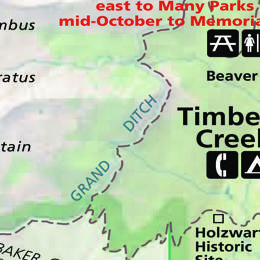 east to Many Parks
mid-October to Memoria
mbus
Beaver
ratus
DITCH
Timbe
Creek
tain
GRAND
Holzwar
Historic
Site
BAKER